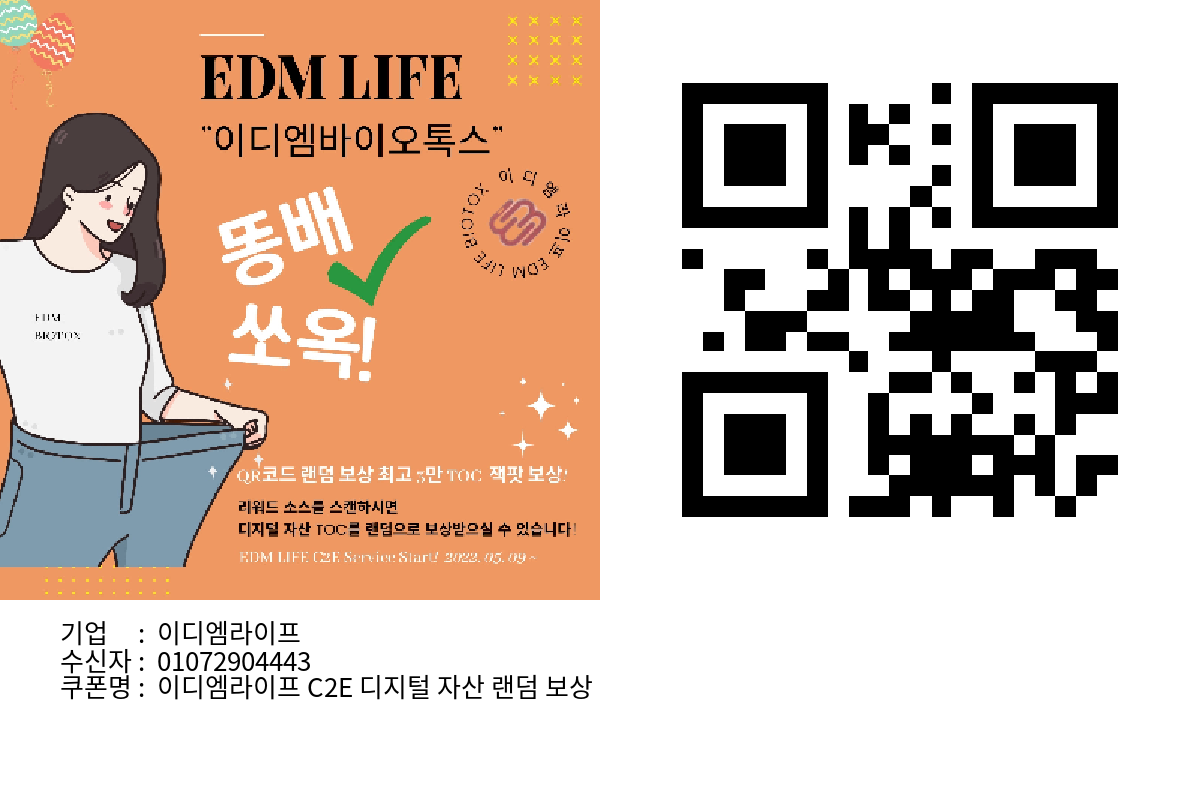 EDM LIFE
"이디엠바이오톡스"
이디엠라이프 EDM LIFE BIOTOX
똥배
쏘옥!
EDM
BIOTOX
QR코드 랜덤 보상 최고 5만 TOC 잭팟 보상!
리워드 소스를 스캔하시면
디지털 자산 TOC를 랜덤으로 보상받으실 수 있습니다!
EDM LIFE C2E Service Start! 2022. 05. 09 ~
기업 : 이디엠라이프
수신자 : 01072904443
쿠폰명 : 이디엠라이프 C2E 디지털 자산 랜덤 보상